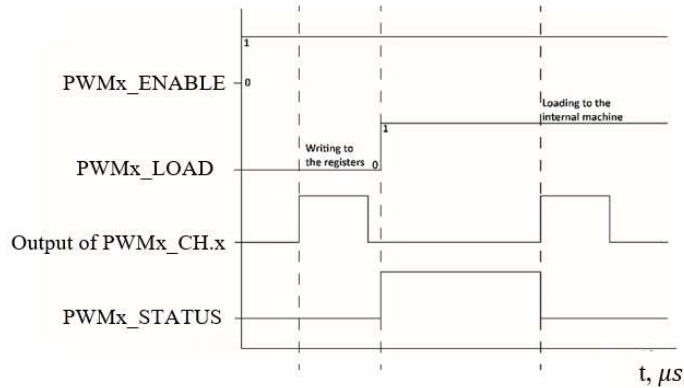 1
PWMx_ENABLE
0
Loading to the
internal machine
1
Writing to
the registers 0
PWMx_LOAD
Output of PWMx_CH.x
PWMx_STATUS
t, μs